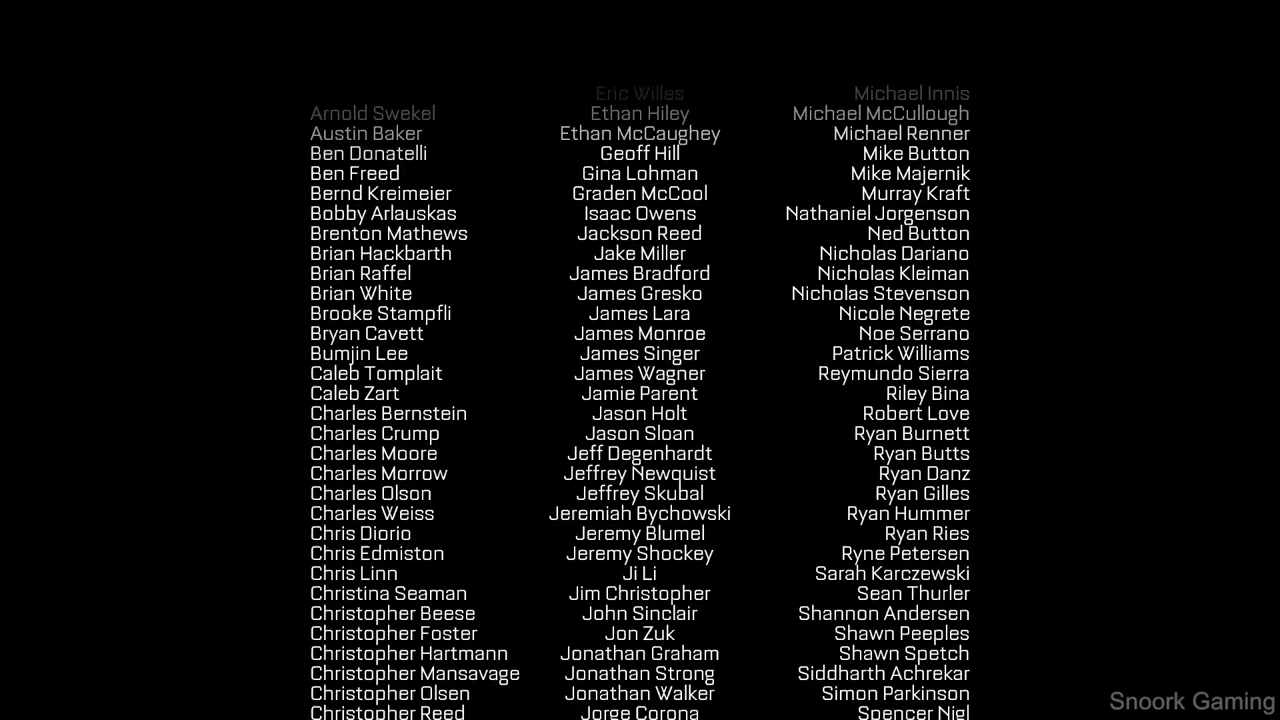 Arnold Swekel
Austin Baker
Ben Donatelli
Ben Freed
Bernd Kreimeier
Bobby Arlauskas
Brenton Mathews
Brian Hackbarth
Brian Raffel
Brian White
Brooke Stampfli
Bryan Cavett
Bumjin Lee
Caleb Tomplait
Caleb Zart
Charles Bernstein
Charles Crump
Charles Moore
Charles Morrow
Charles Olson
Charles Weiss
Chris Diorio
Chris Edmiston
Chris Linn
Christina Seaman
Christopher Beese
Christopher Foster
Christopher Hartmann
Christopher Mansavage
Christopher Olsen
Christopher Reed
Eric Willes
Ethan Hiley
Ethan McCaughey
Geoff Hill
Gina Lohman
Graden McCool
Isaac Owens
Jackson Reed
Jake Miller
James Bradford
James Gresko
James Lara
James Monroe
James Singer
James Wagner
Jamie Parent
Jason Holt
Jason Sloan
Jeff Degenhardt
Jeffrey Newquist
Jeffrey Skubal
Jeremiah Bychowski
Jeremy Blumel
Jeremy Shockey
Ji Li
Jim Christopher
John Sinclair
Jon Zuk
Jonathan Graham
Jonathan Strong
Jonathan Walker
Jorge Corona
Michael Innis
Michael McCullough
Michael Renner
Mike Button
Mike Majernik
Murray Kraft
Nathaniel Jorgenson
Ned Button
Nicholas Dariano
Nicholas Kleiman
Nicholas Stevenson
Nicole Negrete
Noe Serrano
Patrick Williams
Reymundo Sierra
Riley Bina
Robert Love
Ryan Burnett
Ryan Butts
Ryan Danz
Ryan Gilles
Ryan Hummer
Ryan Ries
Ryne Petersen
Sarah Karczewski
Sean Thurler
Shannon Andersen
Shawn Peeples
Shawn Spetch
Siddharth Achrekar
Simon Parkinson
Spencer Nigl
Snoork Gaming